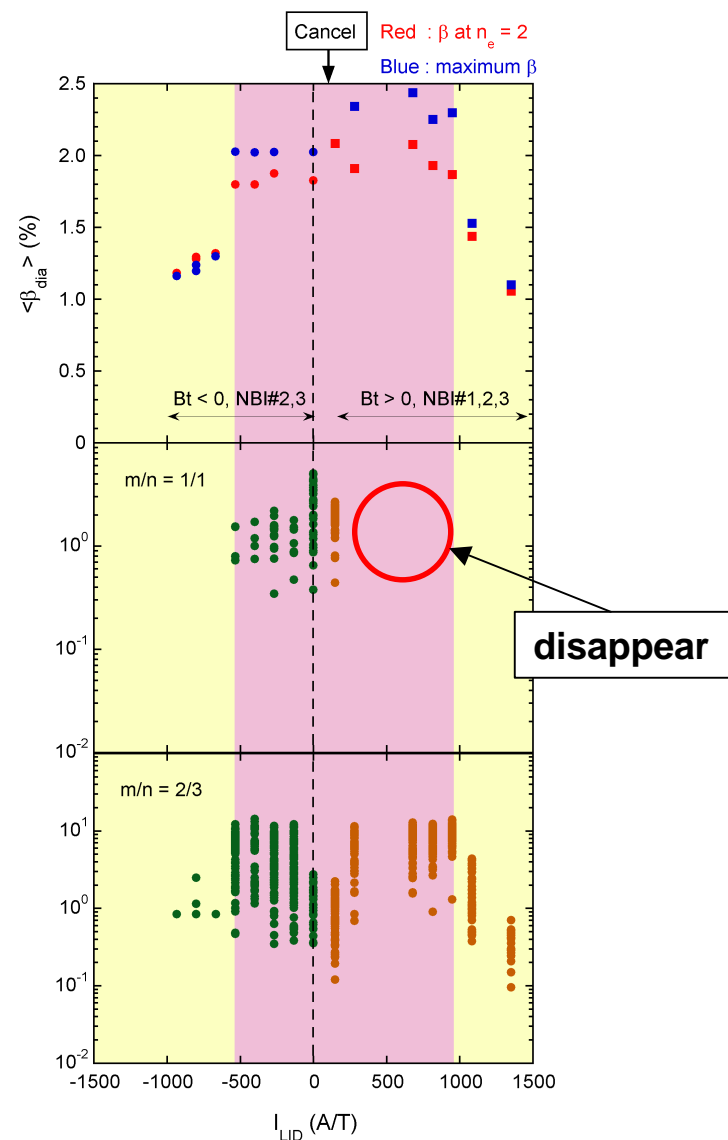 Cancel
Red : β at n_e = 2
Blue : maximum β
<β_dia> (%)
2.5
2.0
1.5
1.0
0.5
0
Bt < 0, NBI#2,3
Bt > 0, NBI#1,2,3
m/n = 1/1
10^0
10^-1
10^-2
disappear
m/n = 2/3
10^1
10^0
10^-1
10^-2
-1500
-1000
-500
0
500
1000
1500
I_LID (A/T)